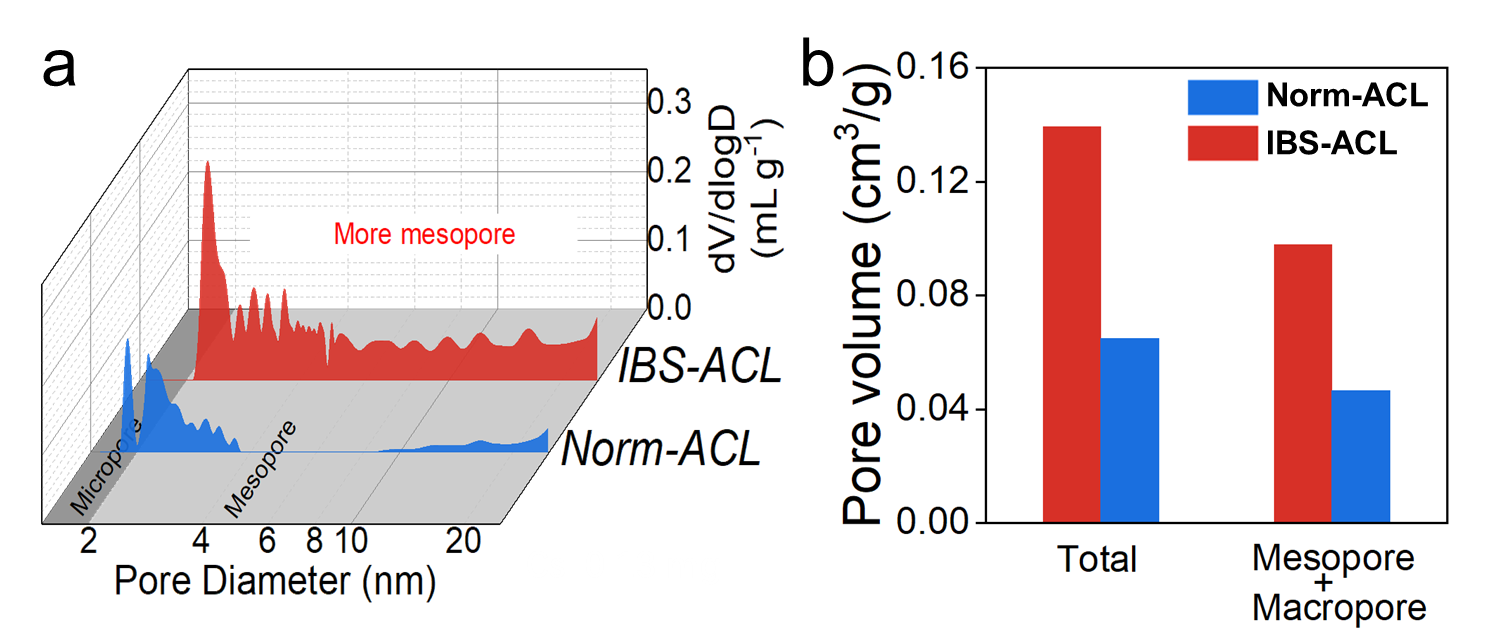 a
0.3
0.2
0.1
0.0
dV/dlogD
(mL g⁻¹)
More mesopore
IBS-ACL
Norm-ACL
Micropore
Mesopore
2 4 6 8 10 20
Pore Diameter (nm)
b
Pore volume (cm³/g)
0.16
0.12
0.08
0.04
0.00
Norm-ACL
IBS-ACL
Total
Mesopore
+
Macropore